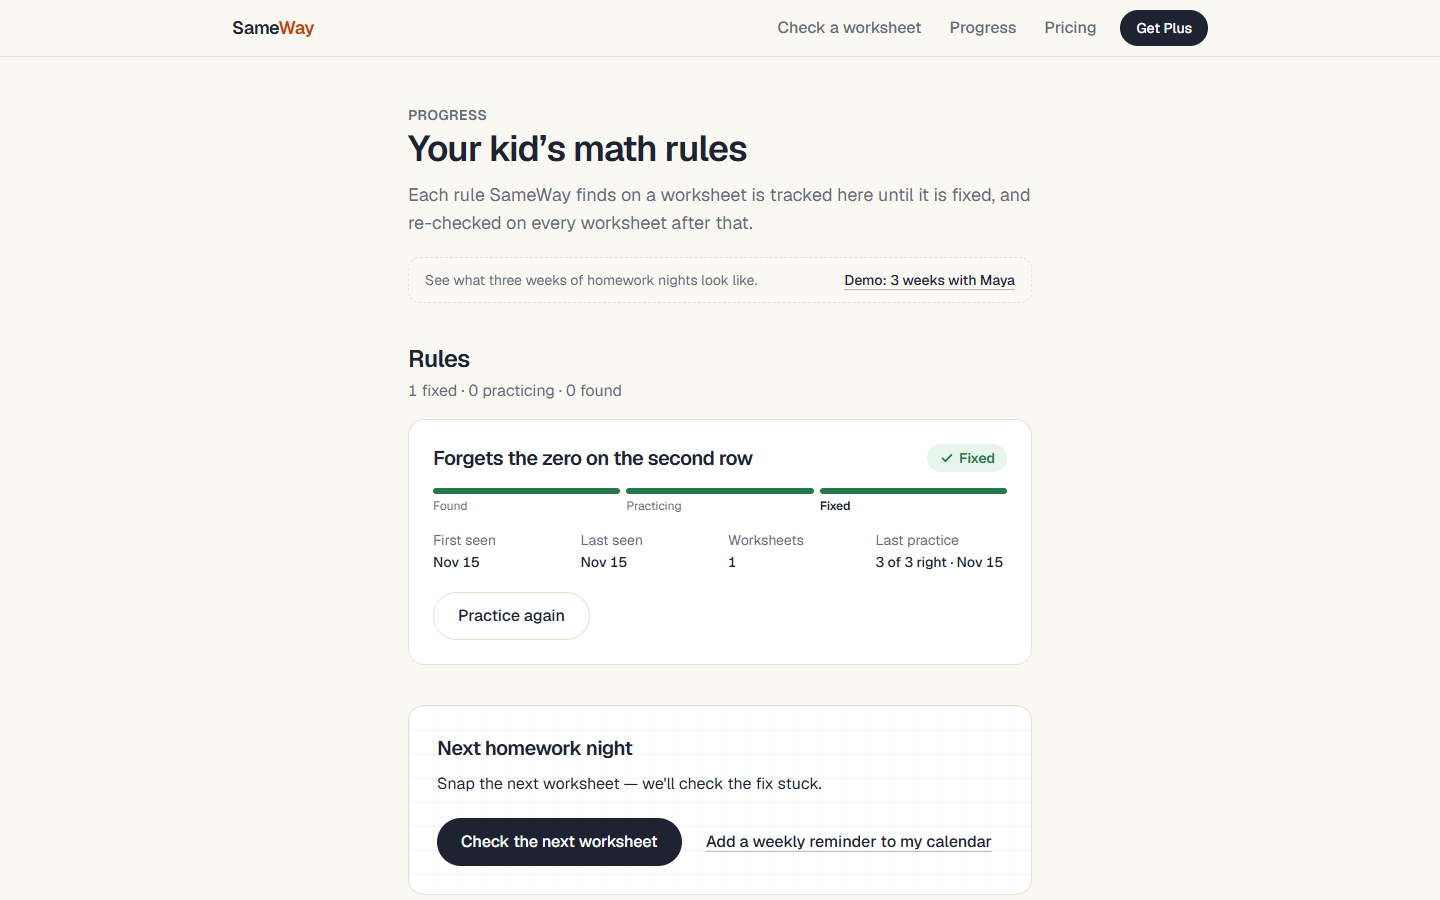 SameWay
Check a worksheet
Progress
Pricing
Get Plus
PROGRESS
Your kid’s math rules
Each rule SameWay finds on a worksheet is tracked here until it is fixed, and
re-checked on every worksheet after that.
See what three weeks of homework nights look like.
Demo: 3 weeks with Maya
Rules
1 fixed · 0 practicing · 0 found
Forgets the zero on the second row
Fixed
Found
Practicing
Fixed
First seen
Last seen
Worksheets
Last practice
Nov 15
Nov 15
1
3 of 3 right · Nov 15
Practice again
Next homework night
Snap the next worksheet — we'll check the fix stuck.
Check the next worksheet
Add a weekly reminder to my calendar